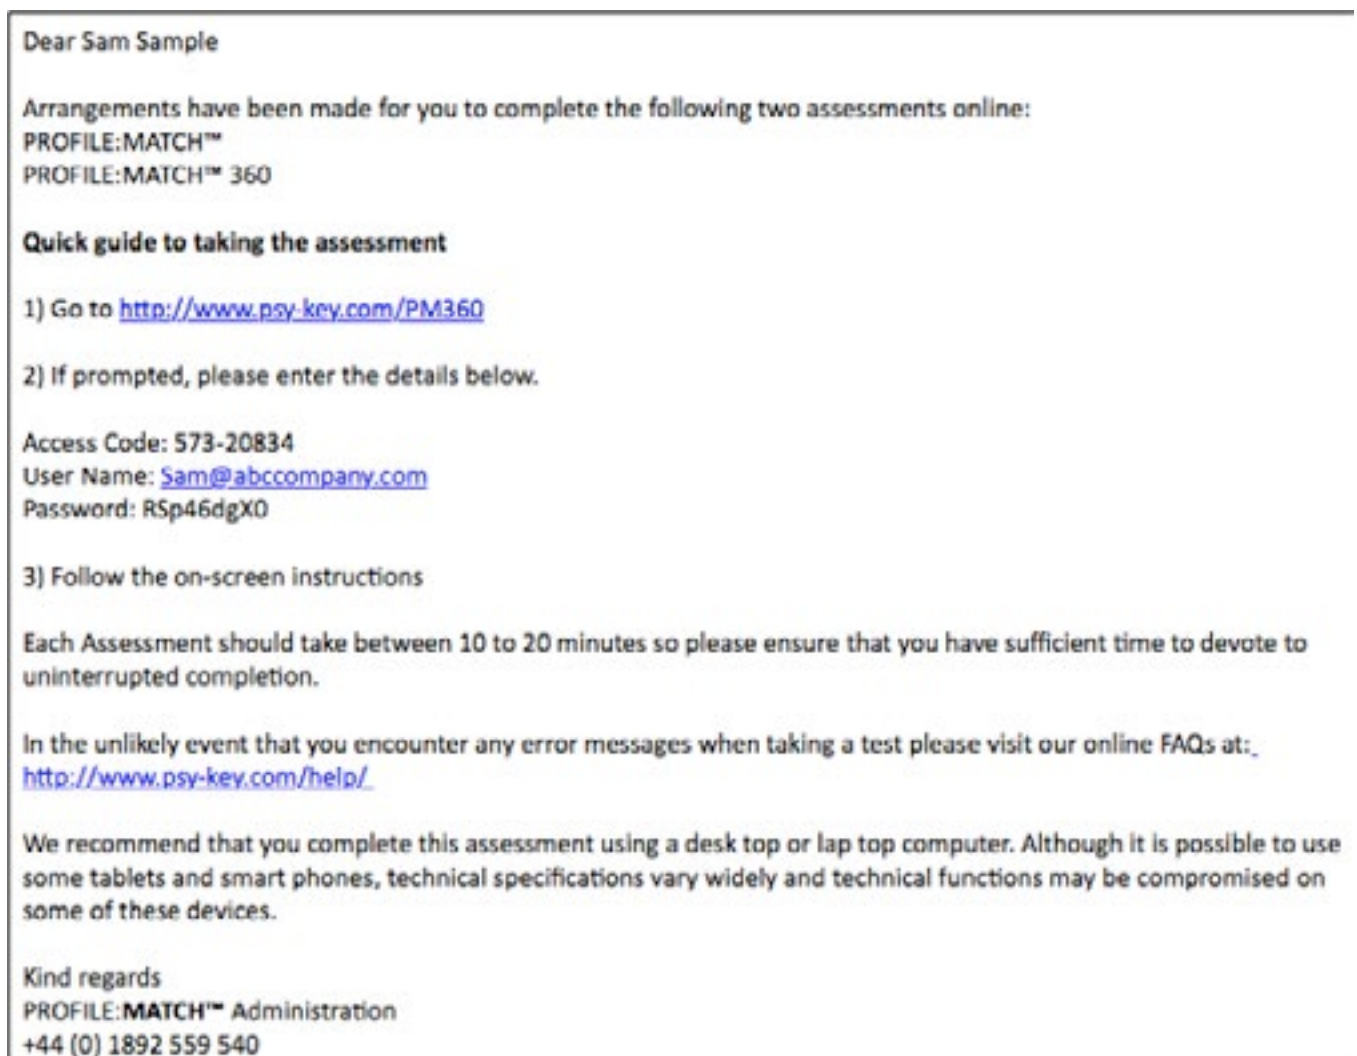 Dear Sam Sample
Arrangements have been made for you to complete the following two assessments online:
PROFILE:MATCH™
PROFILE:MATCH™ 360
Quick guide to taking the assessment
1) Go to http://www.psy-key.com/PM360
2) If prompted, please enter the details below.
Access Code: 573-20834
User Name: Sam@abccompany.com
Password: RSp46dgX0
3) Follow the on-screen instructions
Each Assessment should take between 10 to 20 minutes so please ensure that you have sufficient time to devote to
uninterrupted completion.
In the unlikely event that you encounter any error messages when taking a test please visit our online FAQs at:
http://www.psy-key.com/help/
We recommend that you complete this assessment using a desk top or lap top computer. Although it is possible to use
some tablets and smart phones, technical specifications vary widely and technical functions may be compromised on
some of these devices.
Kind regards
PROFILE:MATCH™ Administration
+44 (0) 1892 559 540